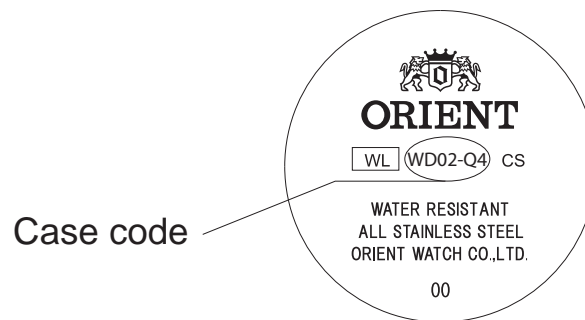 ORIENT
WL WD02-Q4 CS
Case code
WATER RESISTANT
ALL STAINLESS STEEL
ORIENT WATCH CO.,LTD.
00